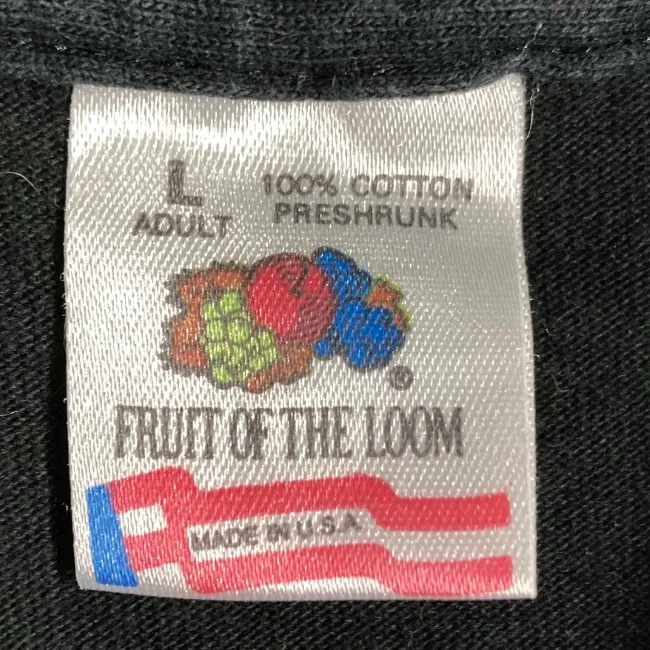 L 100% COTTON
ADULT PRESHRUNK
®
FRUIT OF THE LOOM
MADE IN U.S.A.